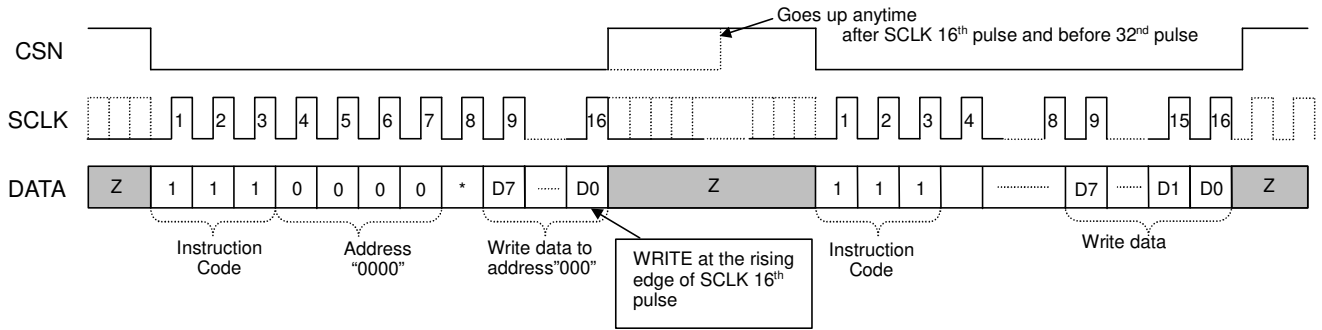 Goes up anytime
after SCLK 16th pulse and before 32nd pulse
CSN
SCLK 1 2 3 4 5 6 7 8 9 16 1 2 3 4 8 9 15 16
DATA Z 1 1 1 0 0 0 0 * D7 ...... D0 Z 1 1 1 .............. D7 ...... D1 D0 Z
Instruction
Code
Address
“0000”
Write data to
address”000”
WRITE at the rising
edge of SCLK 16th
pulse
Instruction
Code
Write data